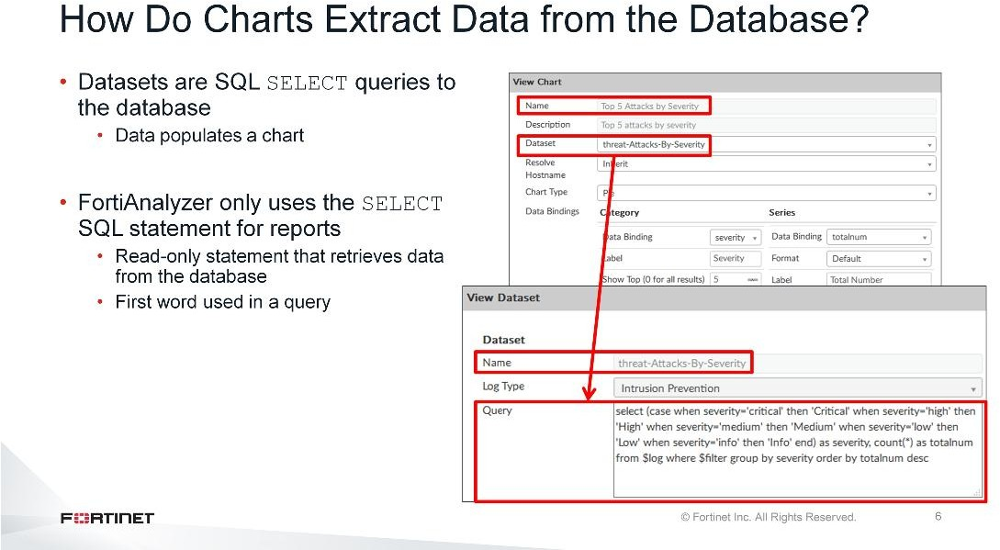 How Do Charts Extract Data from the Database?
• Datasets are SQL SELECT queries to
the database
• Data populates a chart
• FortiAnalyzer only uses the SELECT
SQL statement for reports
• Read-only statement that retrieves data
from the database
• First word used in a query
View Chart
Name Top 5 Attacks by Severity
Description Top 5 attacks by severity
Dataset threat-Attacks-By-Severity
Resolve
Hostname Inherit
Chart Type Pie
Data Bindings Category Series
Data Binding severity Data Binding totalnum
Label Severity Format Default
Show Top (0 for all results) 5 Label Total Number
View Dataset
Dataset
Name threat-Attacks-By-Severity
Log Type Intrusion Prevention
Query select (case when severity='critical' then 'Critical' when severity='high' then
'High' when severity='medium' then 'Medium' when severity='low' then
'Low' when severity='info' then 'Info' end) as severity, count(*) as totalnum
from $log where $filter group by severity order by totalnum desc
FORTINET
© Fortinet Inc. All Rights Reserved. 6